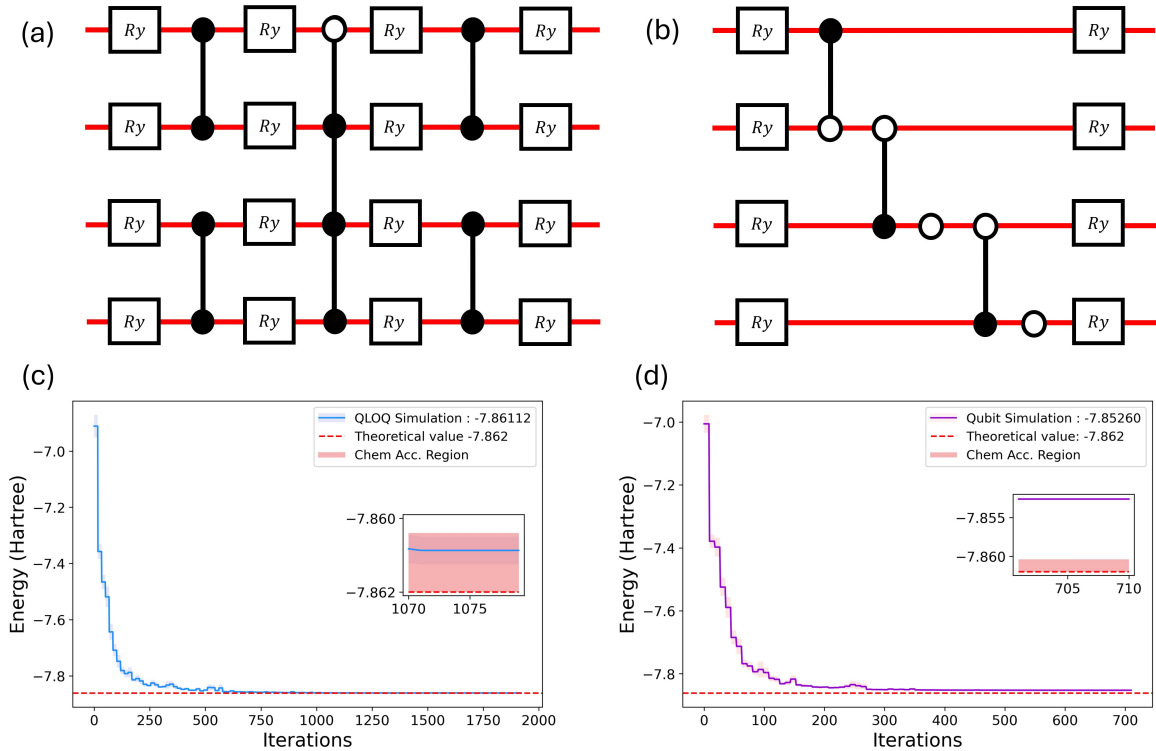 (a)
Ry Ry Ry Ry
Ry Ry Ry Ry
Ry Ry Ry Ry
Ry Ry Ry Ry
(b)
Ry Ry
Ry Ry
Ry Ry
Ry Ry
(c)
QLOQ Simulation : -7.86112
Theoretical value -7.862
Chem Acc. Region
Energy (Hartree)
−7.0
−7.2
−7.4
−7.6
−7.8
−7.860
−7.862
1070 1075
0 250 500 750 1000 1250 1500 1750 2000
Iterations
(d)
Qubit Simulation : -7.85260
Theoretical value: -7.862
Chem Acc. Region
Energy (Hartree)
−7.0
−7.2
−7.4
−7.6
−7.8
−7.855
−7.860
705 710
0 100 200 300 400 500 600 700
Iterations